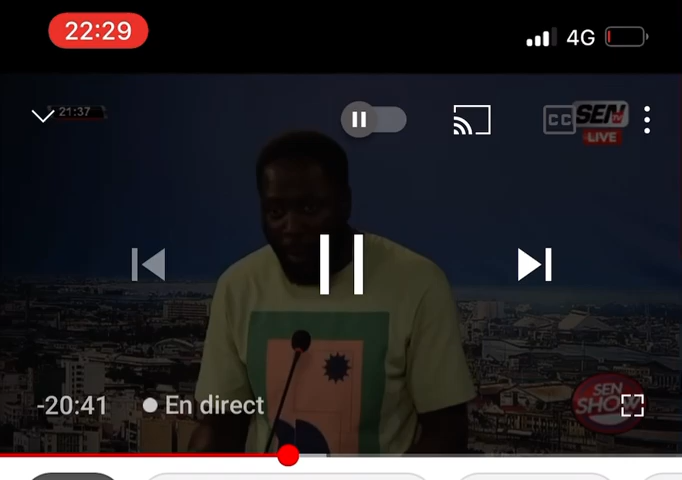 22:29
4G
21:37
CC
SEN TV
LIVE
-20:41
En direct
SEN
SHOW